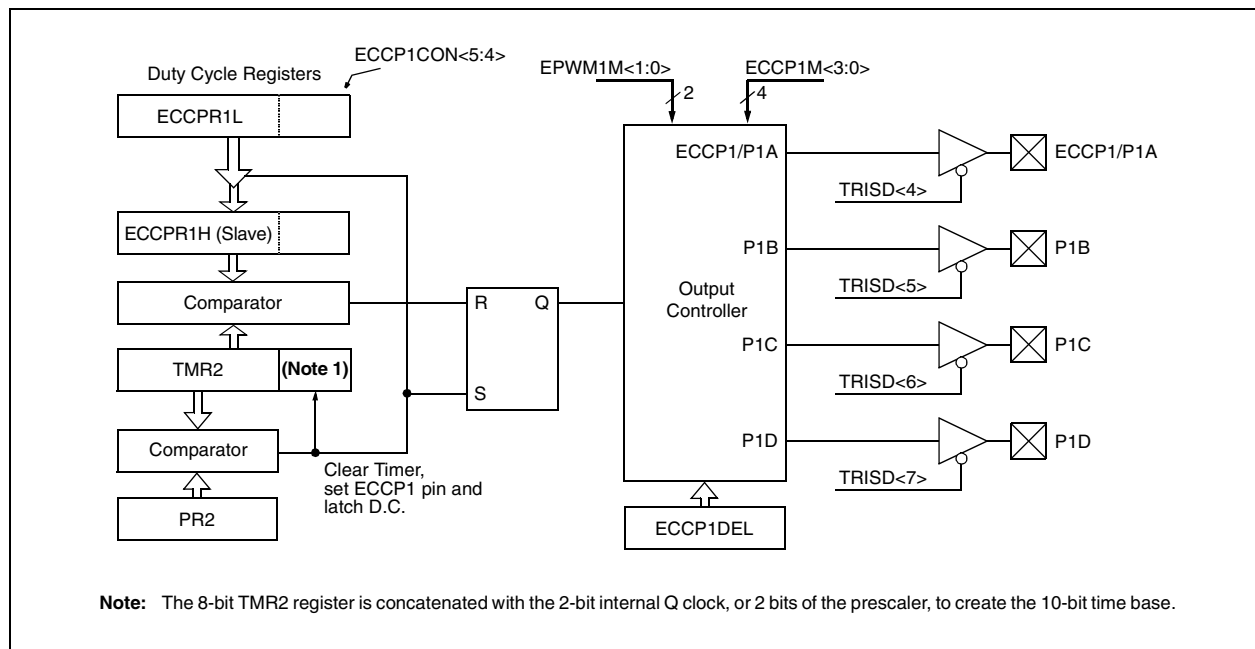 ECCP1CON<5:4>
Duty Cycle Registers
ECCPR1L
ECCPR1H (Slave)
Comparator
TMR2
(Note 1)
Comparator
PR2
Clear Timer,
set ECCP1 pin and
latch D.C.
R
Q
S
EPWM1M<1:0>
2
ECCP1M<3:0>
4
Output
Controller
ECCP1/P1A
P1B
P1C
P1D
ECCP1DEL
TRISD<4>
ECCP1/P1A
TRISD<5>
P1B
TRISD<6>
P1C
TRISD<7>
P1D
Note: The 8-bit TMR2 register is concatenated with the 2-bit internal Q clock, or 2 bits of the prescaler, to create the 10-bit time base.